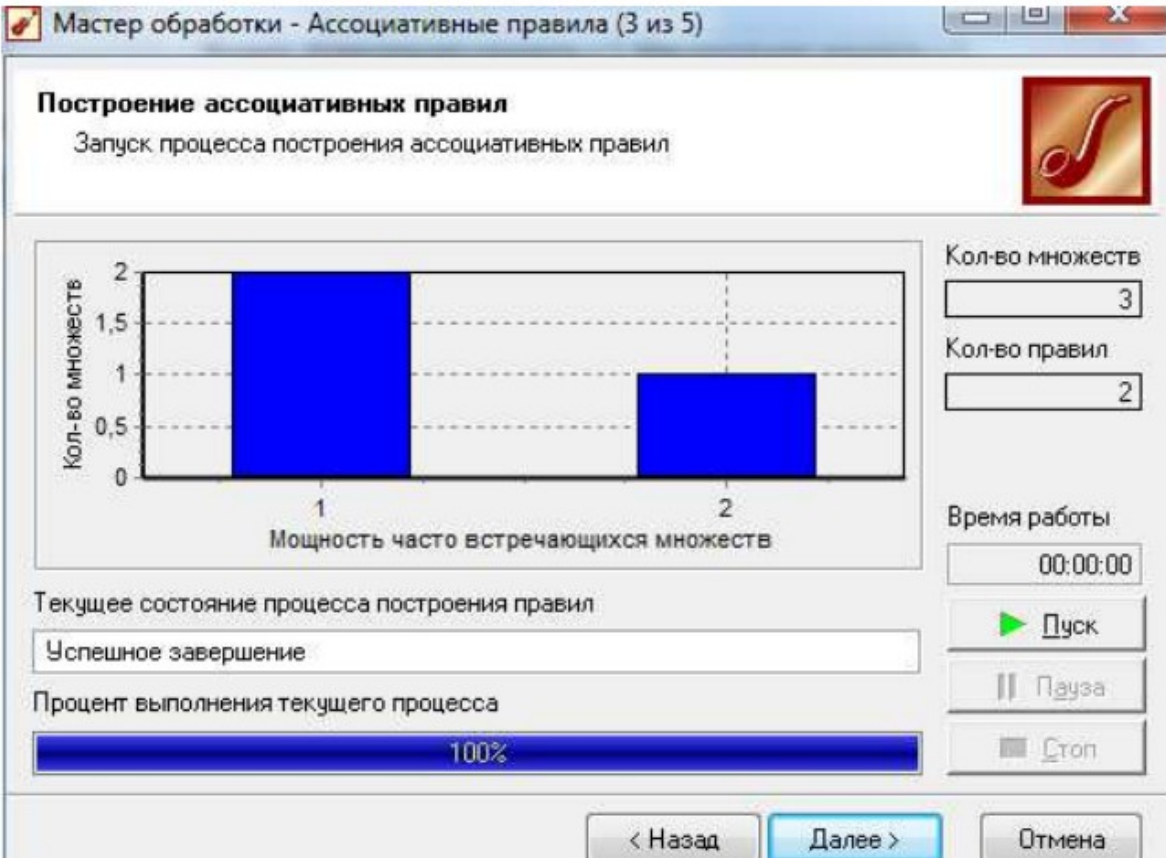 Мастер обработки - Ассоциативные правила (3 из 5)
Построение ассоциативных правил
Запуск процесса построения ассоциативных правил
Кол-во множеств
2
1,5
1
0,5
0
1
2
Мощность часто встречающихся множеств
Кол-во множеств
3
Кол-во правил
2
Время работы
00:00:00
Текущее состояние процесса построения правил
Успешное завершение
Процент выполнения текущего процесса
100%
Пуск
Пауза
Стоп
< Назад
Далее >
Отмена